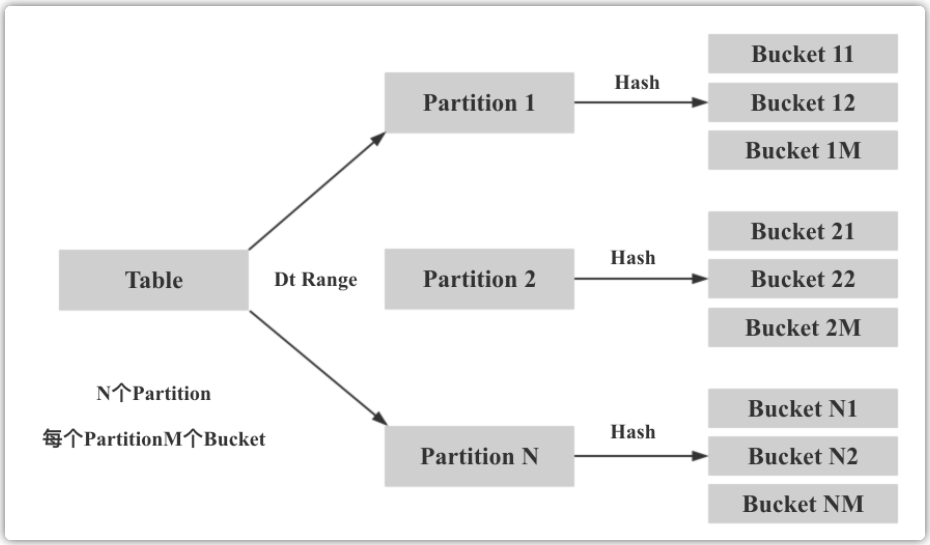 Bucket 11
Partition 1
Hash
Bucket 12
Bucket 1M
Bucket 21
Table
Dt Range
Partition 2
Hash
Bucket 22
Bucket 2M
N个Partition
每个PartitionM个Bucket
Bucket N1
Partition N
Hash
Bucket N2
Bucket NM